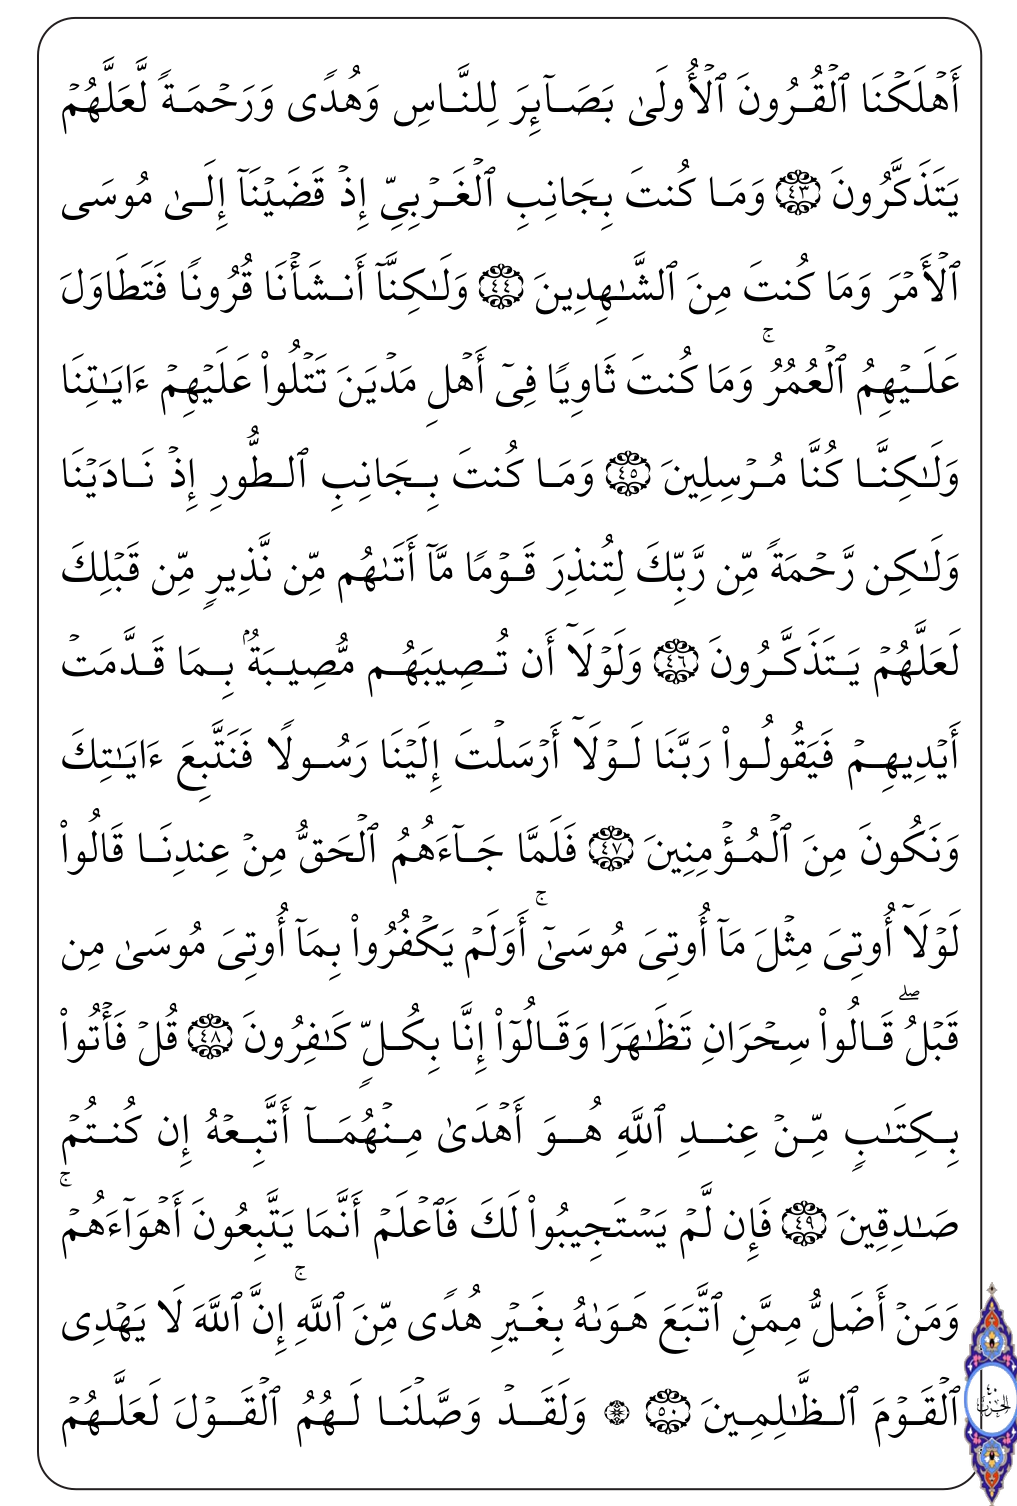 أَهْلَكْنَا ٱلْقُرُونَ ٱلْأُولَىٰ بَصَآئِرَ لِلنَّاسِ وَهُدًى وَرَحْمَةً لَّعَلَّهُمْ
يَتَذَكَّرُونَ ٤٣ وَمَا كُنتَ بِجَانِبِ ٱلْغَرْبِىِّ إِذْ قَضَيْنَآ إِلَىٰ مُوسَى
ٱلْأَمْرَ وَمَا كُنتَ مِنَ ٱلشَّـٰهِدِينَ ٤٤ وَلَـٰكِنَّآ أَنشَأْنَا قُرُونًا فَتَطَاوَلَ
عَلَيْهِمُ ٱلْعُمُرُ ۚ وَمَا كُنتَ ثَاوِيًا فِىٓ أَهْلِ مَدْيَنَ تَتْلُوا۟ عَلَيْهِمْ ءَايَـٰتِنَا
وَلَـٰكِنَّا كُنَّا مُرْسِلِينَ ٤٥ وَمَا كُنتَ بِجَانِبِ ٱلطُّورِ إِذْ نَادَيْنَا
وَلَـٰكِن رَّحْمَةً مِّن رَّبِّكَ لِتُنذِرَ قَوْمًا مَّآ أَتَىٰهُم مِّن نَّذِيرٍ مِّن قَبْلِكَ
لَعَلَّهُمْ يَتَذَكَّرُونَ ٤٦ وَلَوْلَآ أَن تُصِيبَهُم مُّصِيبَةٌۢ بِمَا قَدَّمَتْ
أَيْدِيهِمْ فَيَقُولُوا۟ رَبَّنَا لَوْلَآ أَرْسَلْتَ إِلَيْنَا رَسُولًا فَنَتَّبِعَ ءَايَـٰتِكَ
وَنَكُونَ مِنَ ٱلْمُؤْمِنِينَ ٤٧ فَلَمَّا جَآءَهُمُ ٱلْحَقُّ مِنْ عِندِنَا قَالُوا۟
لَوْلَآ أُوتِىَ مِثْلَ مَآ أُوتِىَ مُوسَىٰٓ ۚ أَوَلَمْ يَكْفُرُوا۟ بِمَآ أُوتِىَ مُوسَىٰ مِن
قَبْلُ ۖ قَالُوا۟ سِحْرَانِ تَظَـٰهَرَا وَقَالُوٓا۟ إِنَّا بِكُلٍّ كَـٰفِرُونَ ٤٨ قُلْ فَأْتُوا۟
بِكِتَـٰبٍ مِّنْ عِندِ ٱللَّهِ هُوَ أَهْدَىٰ مِنْهُمَآ أَتَّبِعْهُ إِن كُنتُمْ
صَـٰدِقِينَ ٤٩ فَإِن لَّمْ يَسْتَجِيبُوا۟ لَكَ فَٱعْلَمْ أَنَّمَا يَتَّبِعُونَ أَهْوَآءَهُمْ ۚ
وَمَنْ أَضَلُّ مِمَّنِ ٱتَّبَعَ هَوَىٰهُ بِغَيْرِ هُدًى مِّنَ ٱللَّهِ ۚ إِنَّ ٱللَّهَ لَا يَهْدِى
ٱلْقَوْمَ ٱلظَّـٰلِمِينَ ٥٠ ۞ وَلَقَدْ وَصَّلْنَا لَهُمُ ٱلْقَوْلَ لَعَلَّهُمْ
٤٠
الحزب